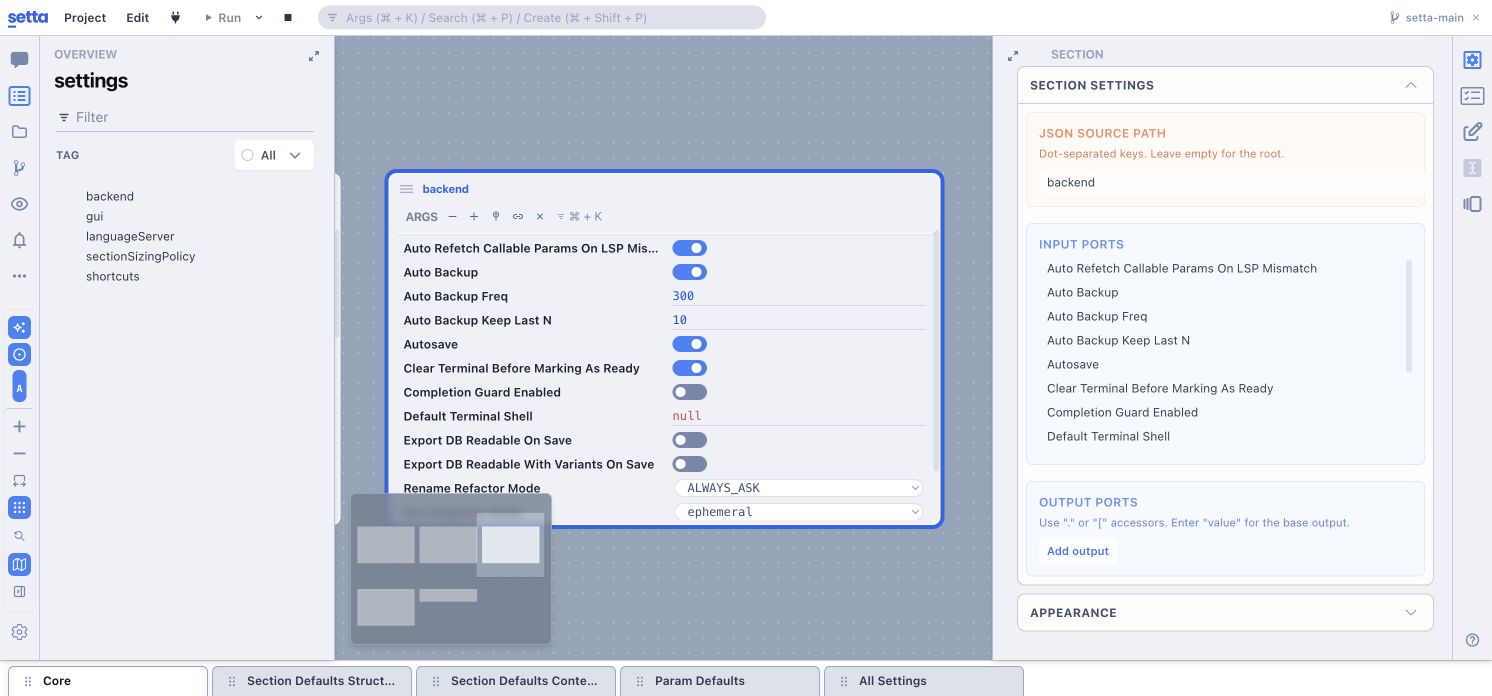 setta Project Edit Run Args (⌘ + K) / Search (⌘ + P) / Create (⌘ + Shift + P) setta-main
OVERVIEW
settings
Filter
TAG All
backend
gui
languageServer
sectionSizingPolicy
shortcuts
A
backend
ARGS ⌘ + K
Auto Refetch Callable Params On LSP Mis...
Auto Backup
Auto Backup Freq 300
Auto Backup Keep Last N 10
Autosave
Clear Terminal Before Marking As Ready
Completion Guard Enabled
Default Terminal Shell null
Export DB Readable On Save
Export DB Readable With Variants On Save
Rename Refactor Mode ALWAYS_ASK
ephemeral
SECTION
SECTION SETTINGS
JSON SOURCE PATH
Dot-separated keys. Leave empty for the root.
backend
INPUT PORTS
Auto Refetch Callable Params On LSP Mismatch
Auto Backup
Auto Backup Freq
Auto Backup Keep Last N
Autosave
Clear Terminal Before Marking As Ready
Completion Guard Enabled
Default Terminal Shell
OUTPUT PORTS
Use "." or "[" accessors. Enter "value" for the base output.
Add output
APPEARANCE
Core Section Defaults Struct... Section Defaults Conte... Param Defaults All Settings